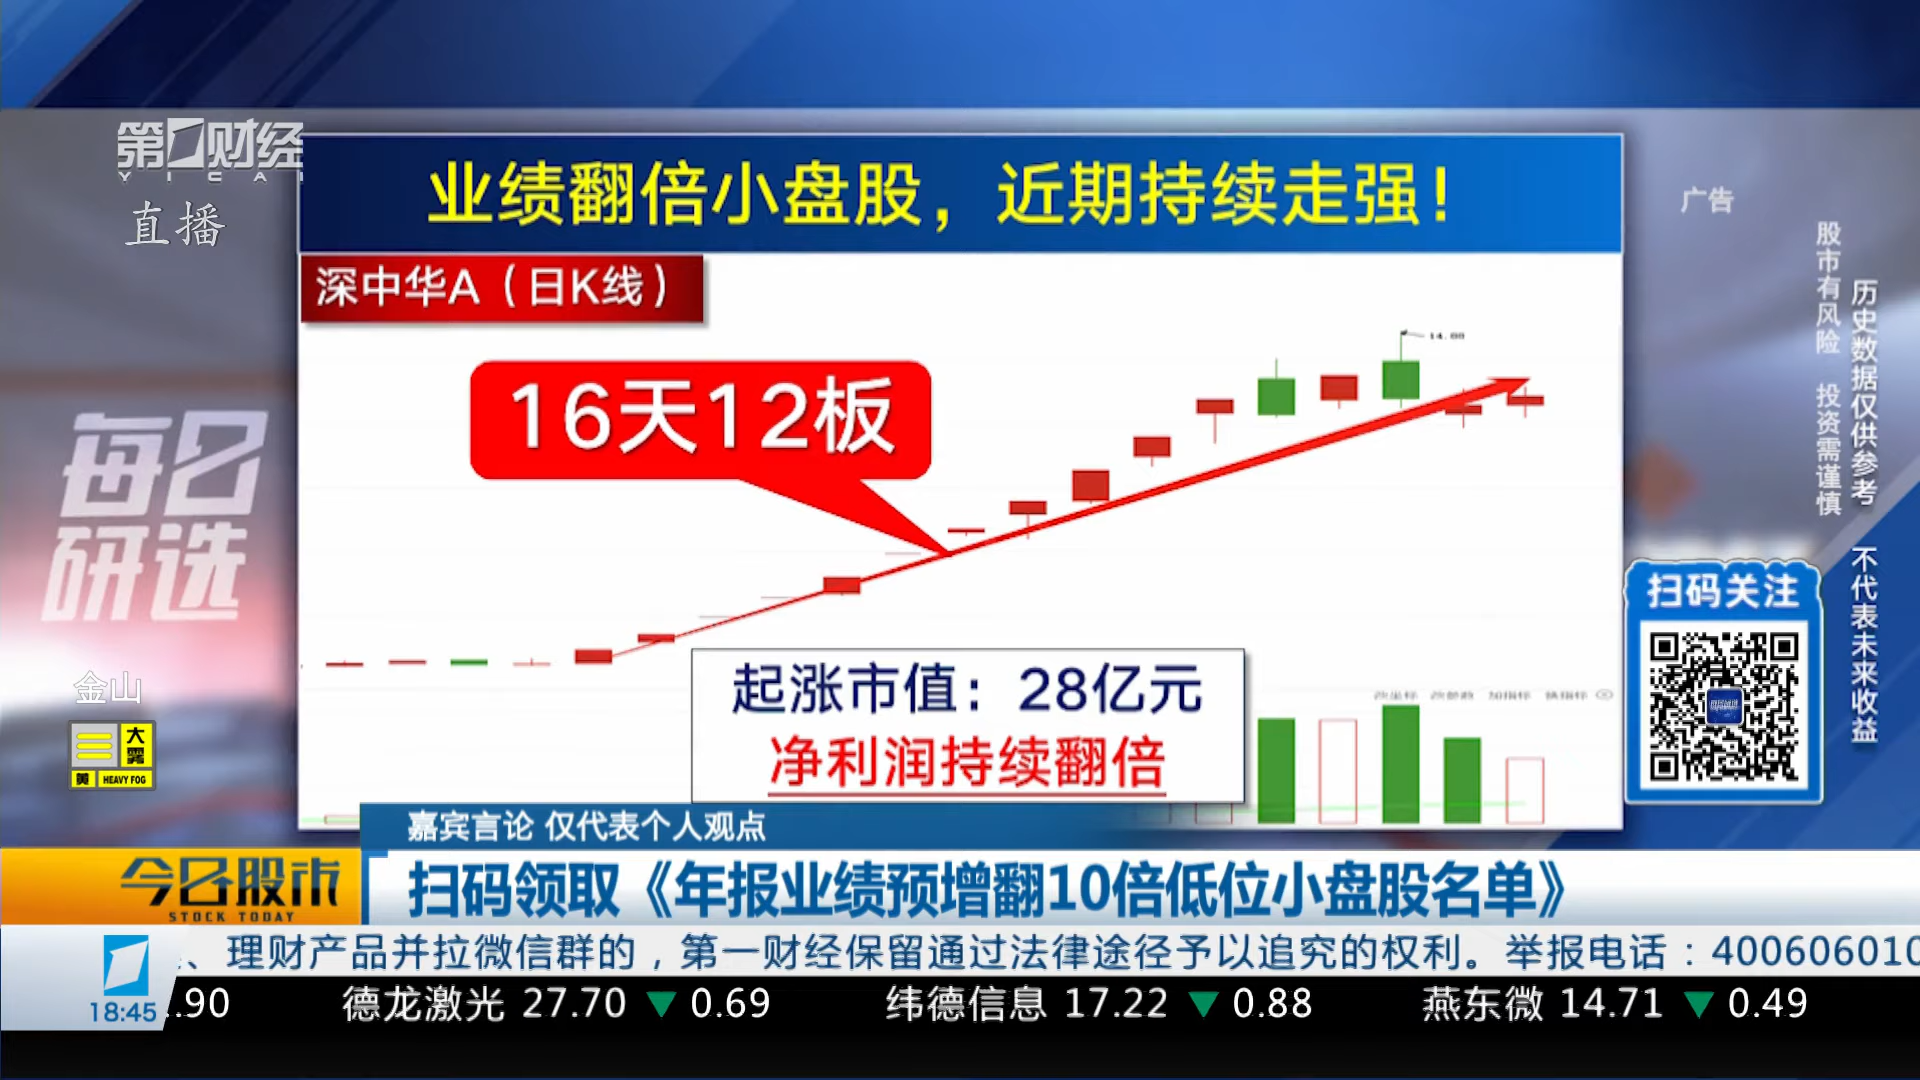 第一财经
YICAI
直播
业绩翻倍小盘股，近期持续走强！
广告
股市有风险 投资需谨慎
历史数据仅供参考 不代表未来收益
深中华A（日K线）
16天12板
每日
研选
扫码关注
起涨市值：28亿元
净利润持续翻倍
金山
大雾
黄 HEAVY FOG
嘉宾言论 仅代表个人观点
今日股市
STOCK TODAY
扫码领取《年报业绩预增翻10倍低位小盘股名单》
、理财产品并拉微信群的，第一财经保留通过法律途径予以追究的权利。举报电话：400606010
18:45
.90 德龙激光 27.70 ▼ 0.69 纬德信息 17.22 ▼ 0.88 燕东微 14.71 ▼ 0.49